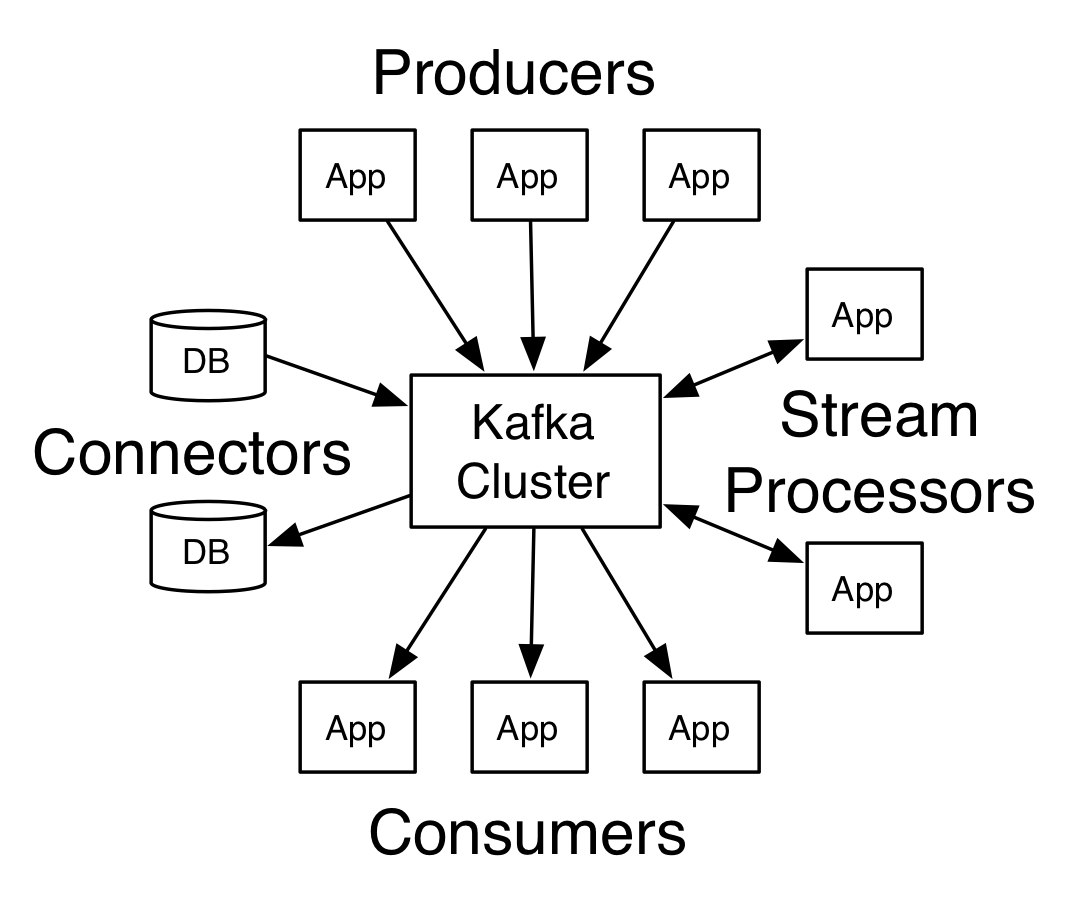 Producers
App
App
App
App
DB
Kafka
Cluster
Stream
Processors
Connectors
DB
App
App
App
App
Consumers